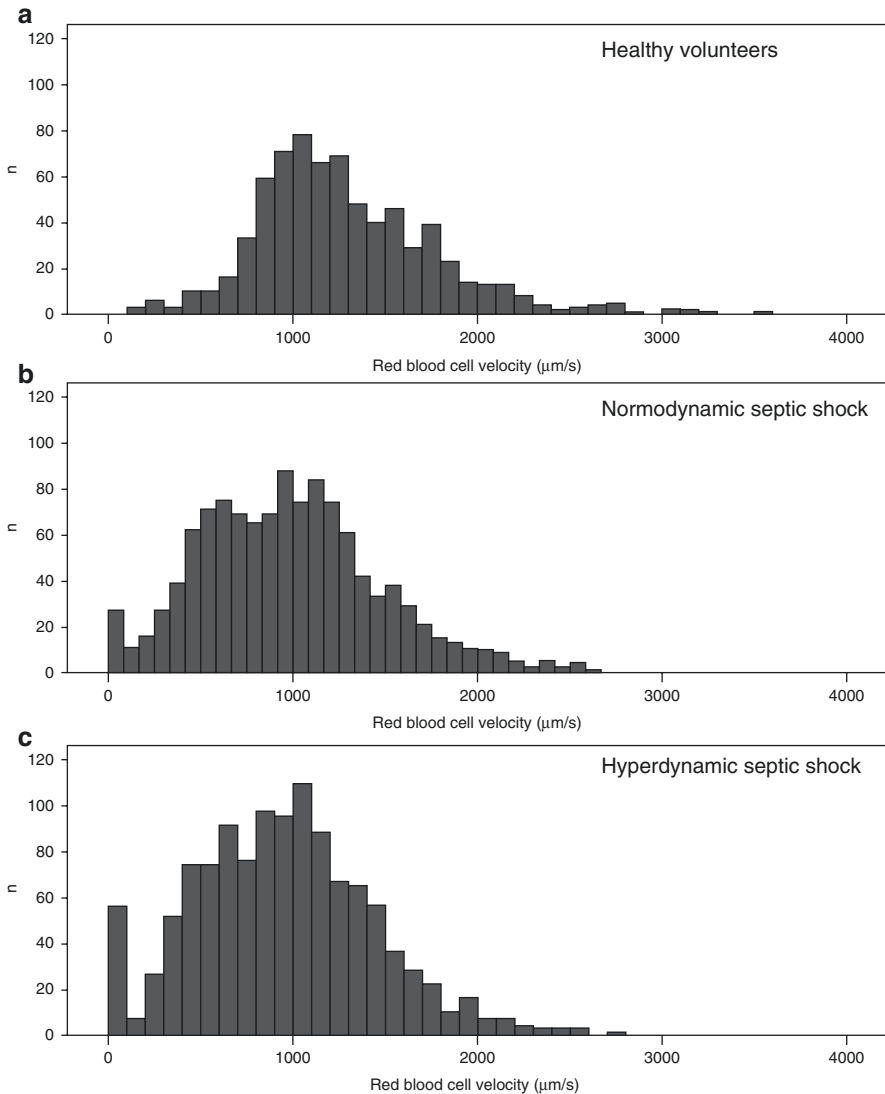 a
120
100
80
60
40
20
0
n
Healthy volunteers
0 1000 2000 3000 4000
Red blood cell velocity (μm/s)
b
120
100
80
60
40
20
0
n
Normodynamic septic shock
0 1000 2000 3000 4000
Red blood cell velocity (μm/s)
c
120
100
80
60
40
20
0
n
Hyperdynamic septic shock
0 1000 2000 3000 4000
Red blood cell velocity (μm/s)